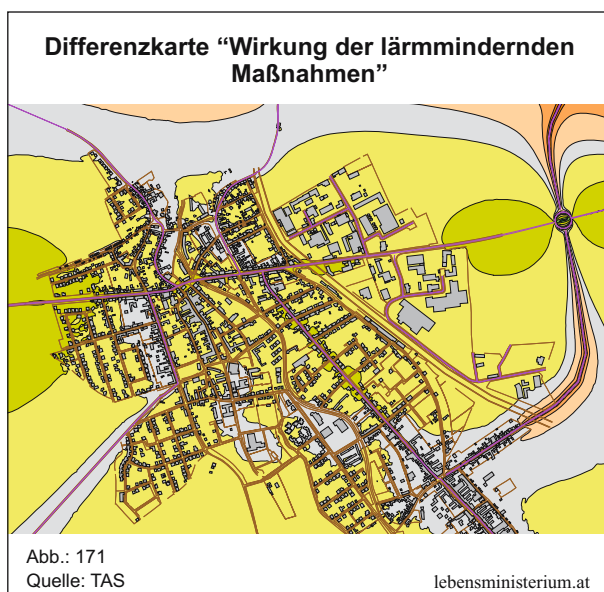 Differenzkarte “Wirkung der lärmmindernden
Maßnahmen”
Abb.: 171
Quelle: TAS
lebensministerium.at